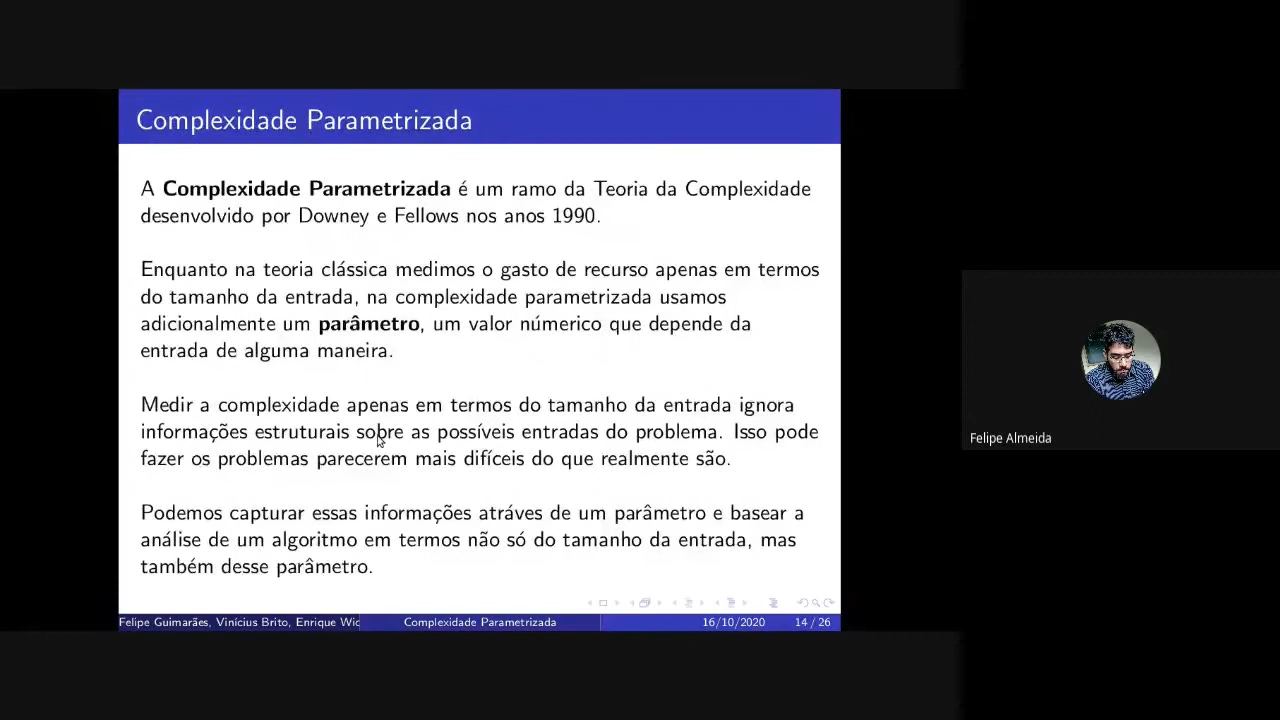 Complexidade Parametrizada
A Complexidade Parametrizada é um ramo da Teoria da Complexidade
desenvolvido por Downey e Fellows nos anos 1990.
Enquanto na teoria clássica medimos o gasto de recurso apenas em termos
do tamanho da entrada, na complexidade parametrizada usamos
adicionalmente um parâmetro, um valor númerico que depende da
entrada de alguma maneira.
Medir a complexidade apenas em termos do tamanho da entrada ignora
informações estruturais sobre as possíveis entradas do problema. Isso pode
fazer os problemas parecerem mais difíceis do que realmente são.
Podemos capturar essas informações atráves de um parâmetro e basear a
análise de um algoritmo em termos não só do tamanho da entrada, mas
também desse parâmetro.
Felipe Guimarães, Vinícius Brito, Enrique Wic
Complexidade Parametrizada
16/10/2020
14 / 26
Felipe Almeida